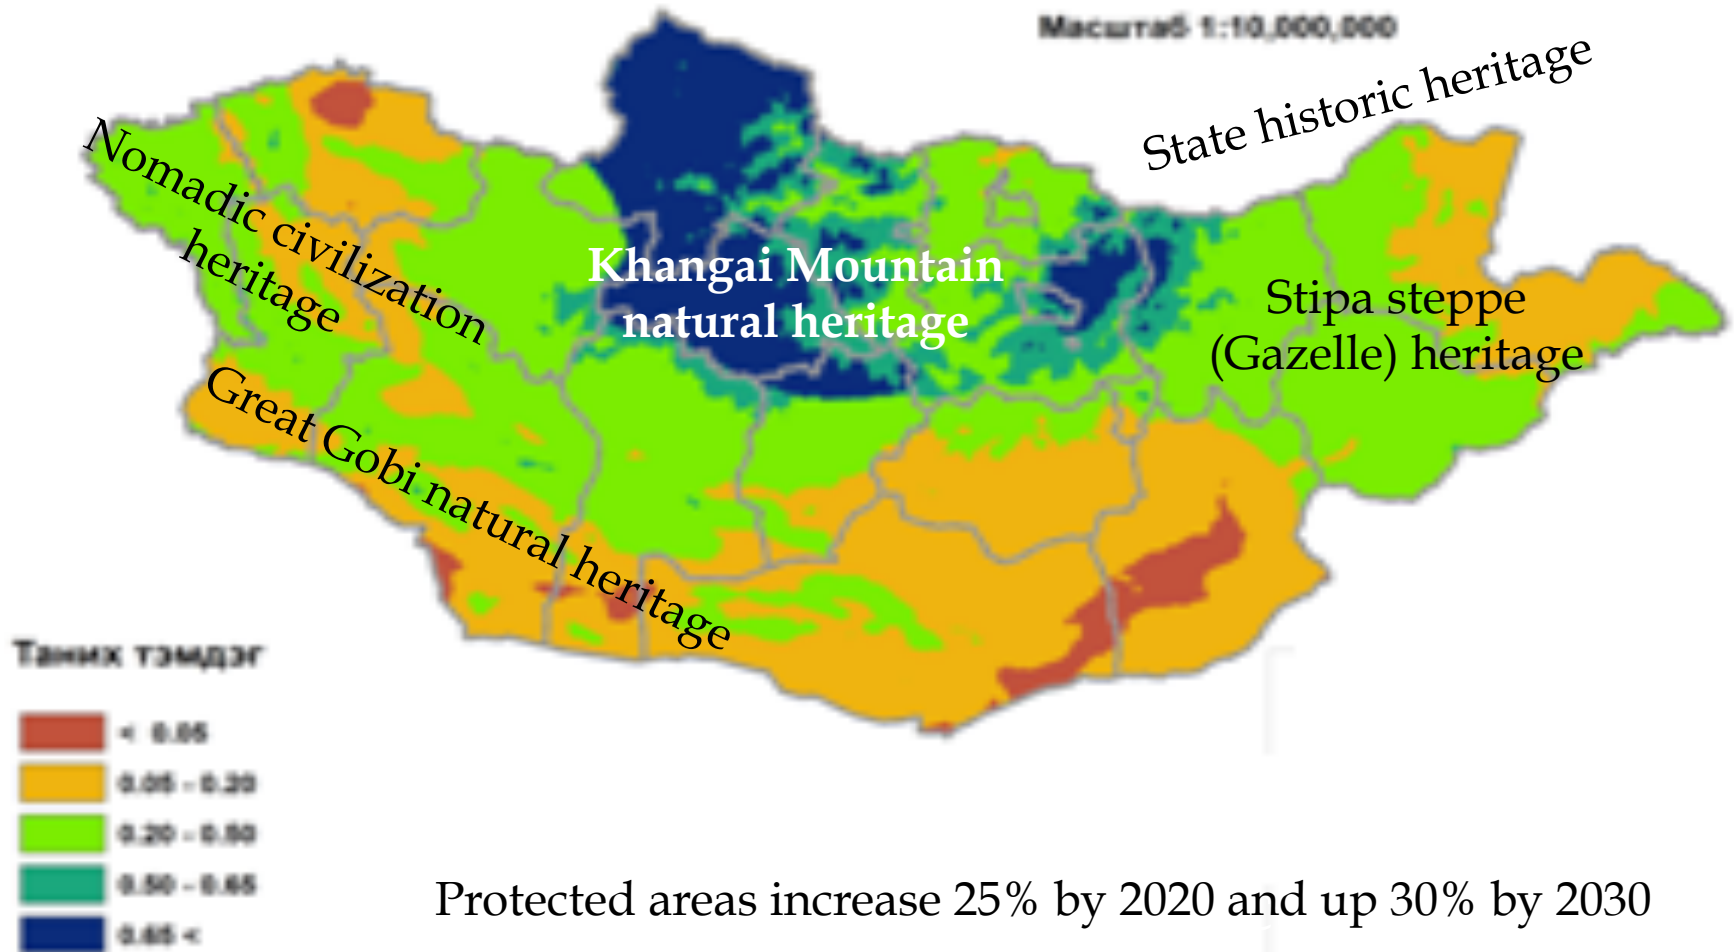 Масштаб 1:10,000,000
State historic heritage
Nomadic civilization
heritage
Khangai Mountain
natural heritage
Stipa steppe
(Gazelle) heritage
Great Gobi natural heritage
Таних тэмдэг
< 0.05
0.05 - 0.20
0.20 - 0.50
0.50 - 0.65
0.65 <
Protected areas increase 25% by 2020 and up 30% by 2030